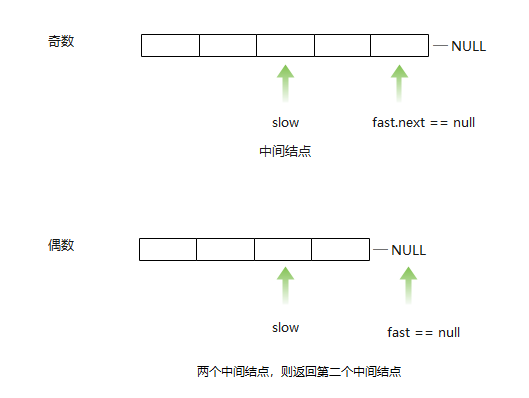 奇数
NULL
slow
fast.next == null
中间结点
偶数
NULL
slow
fast == null
两个中间结点，则返回第二个中间结点